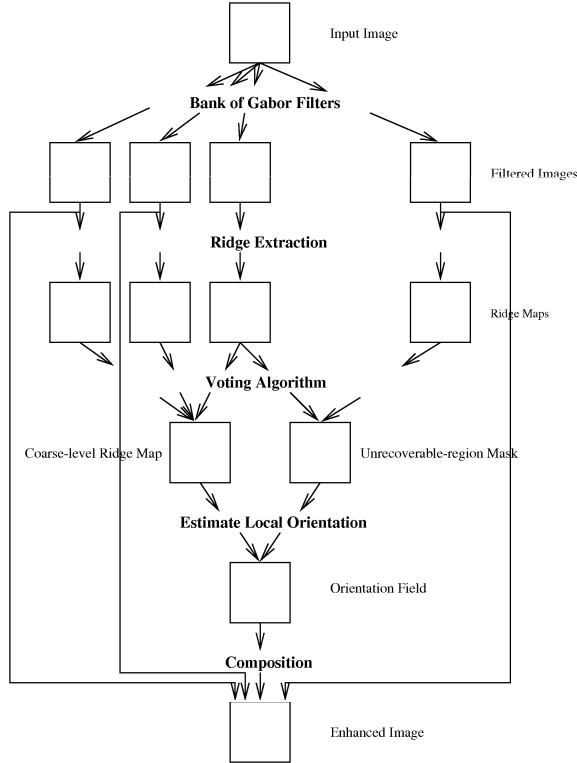 Input Image
Bank of Gabor Filters
Filtered Images
Ridge Extraction
Ridge Maps
Voting Algorithm
Coarse-level Ridge Map
Unrecoverable-region Mask
Estimate Local Orientation
Orientation Field
Composition
Enhanced Image